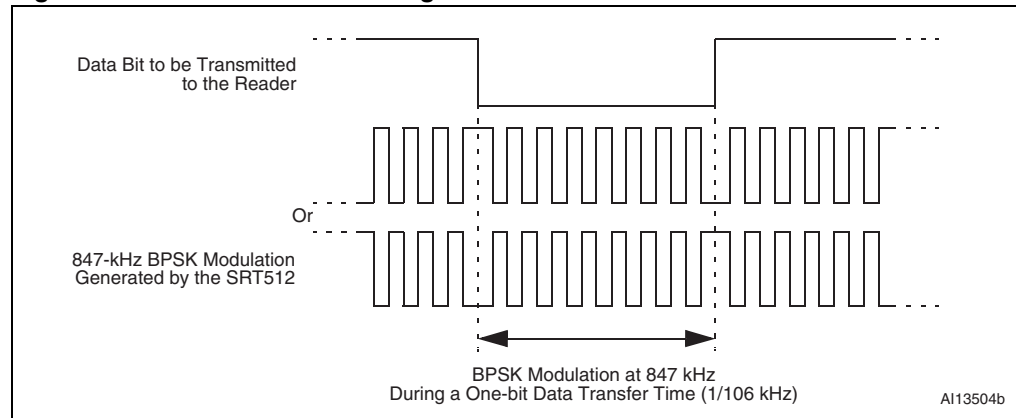 Data Bit to be Transmitted
to the Reader
Or
847-kHz BPSK Modulation
Generated by the SRT512
BPSK Modulation at 847 kHz
During a One-bit Data Transfer Time (1/106 kHz)
AI13504b